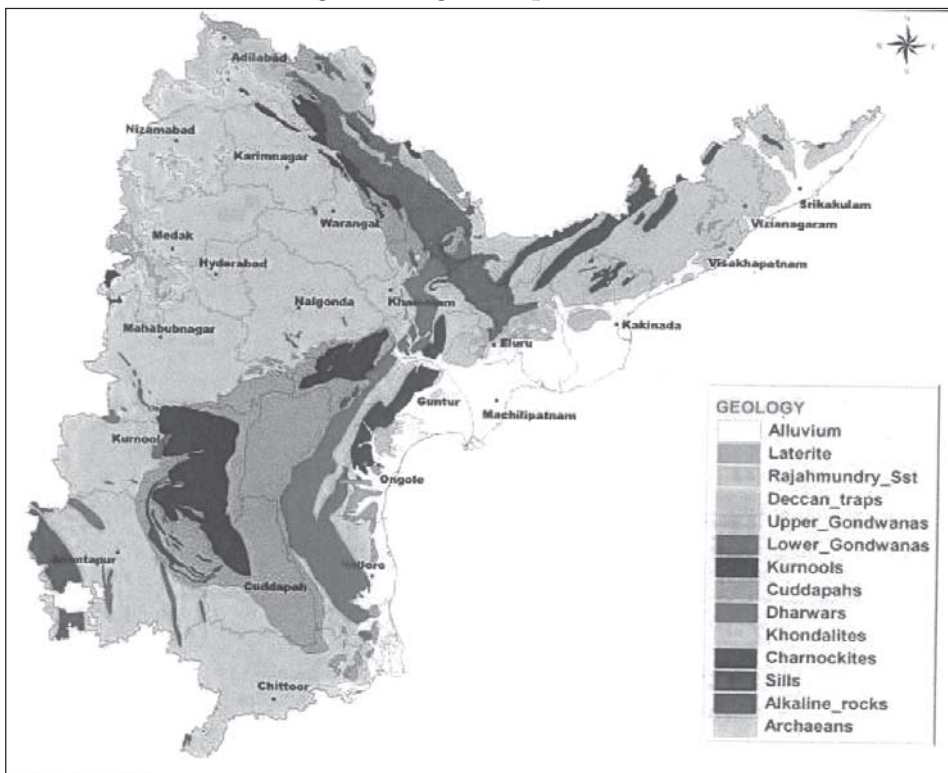 N
E
S
Adilabad
Nizamabad
Karimnagar
Srikakulam
Warangal
Vizianagaram
Medak
Hyderabad
Visakhapatnam
Nalgonda
Khammam
Kakinada
Mahabubnagar
Eluru
Guntur
Machilipatnam
Kurnool
Ongole
Anantapur
Nellore
Cuddapah
Chittoor
GEOLOGY
Alluvium
Laterite
Rajahmundry_Sst
Deccan_traps
Upper_Gondwanas
Lower_Gondwanas
Kurnools
Cuddapahs
Dharwars
Khondalites
Charnockites
Sills
Alkaline_rocks
Archaeans